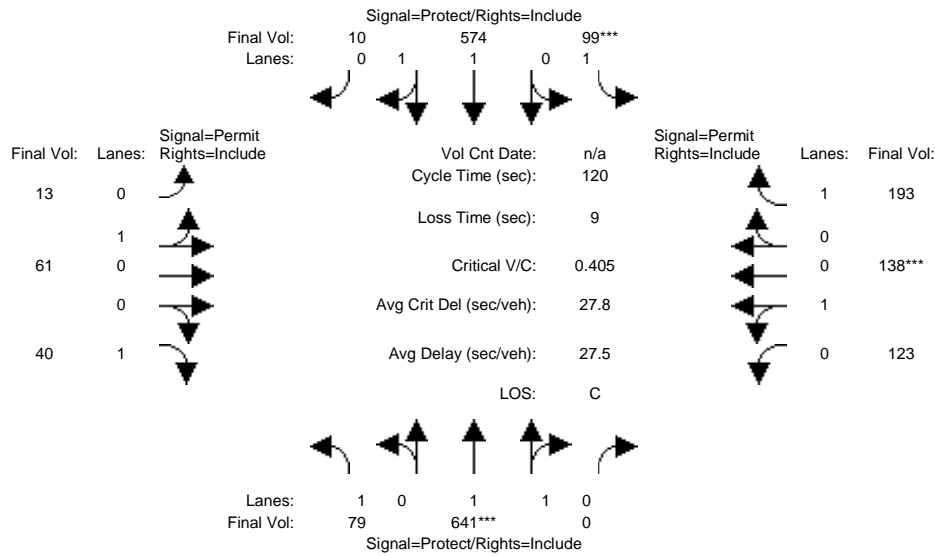 Signal=Protect/Rights=Include
Final Vol: 10 574 99***
Lanes: 0 1 1 0 1
Signal=Permit Signal=Permit
Final Vol: Lanes: Rights=Include Vol Cnt Date: n/a Rights=Include Lanes: Final Vol:
Cycle Time (sec): 120
13 0 1 193
Loss Time (sec): 9
1 0
61 0 Critical V/C: 0.405 0 138***
0 Avg Crit Del (sec/veh): 27.8 1
40 1 Avg Delay (sec/veh): 27.5 0 123
LOS: C
Lanes: 1 0 1 1 0
Final Vol: 79 641*** 0
Signal=Protect/Rights=Include